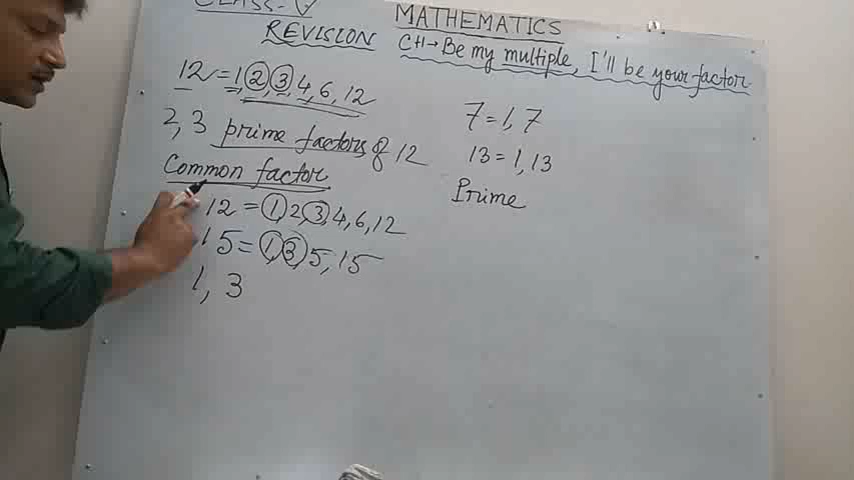 CLASS-V
MATHEMATICS
REVISION
CH→Be my multiple, I'll be your factor
12=1,2,3,4,6,12
2,3 prime factors of 12
Common factor
12=1,2,3,4,6,12
15=1,3,5,15
1,3
7=1,7
13=1,13
Prime